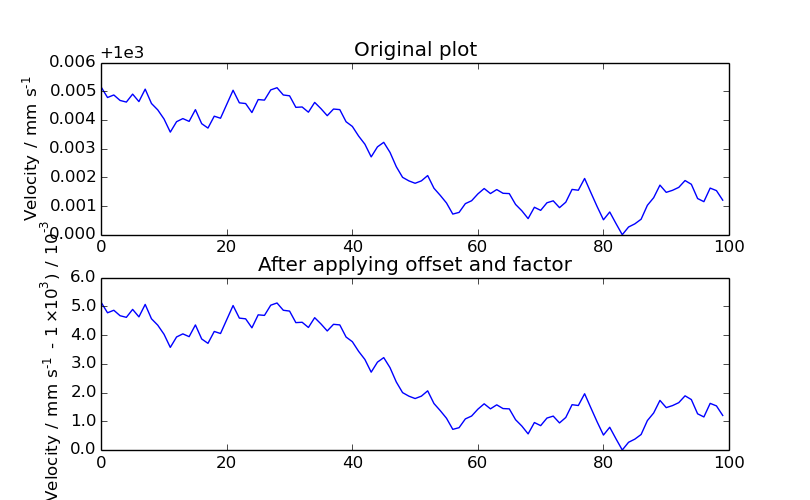 Original plot
+1e3
0.006
0.005
0.004
0.003
0.002
0.001
0.000
Velocity / mm s⁻¹
0 20 40 60 80 100
After applying offset and factor
6.0
5.0
4.0
3.0
2.0
1.0
0.0
Velocity / mm s⁻¹ - 1×10³) / 10⁻³
0 20 40 60 80 100